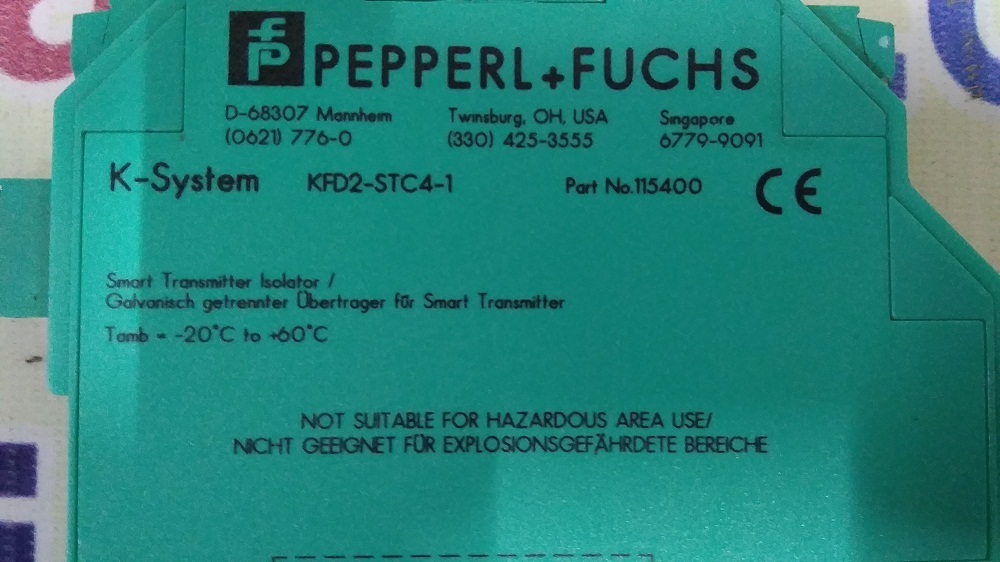 fP PEPPERL+FUCHS
D-68307 Mannheim Twinsburg, OH, USA Singapore
(0621) 776-0 (330) 425-3555 6779-9091
K-System KFD2-STC4-1 Part No.115400 CE
Smart Transmitter Isolator /
Galvanisch getrennter Übertrager für Smart Transmitter
Tamb = -20°C to +60°C
NOT SUITABLE FOR HAZARDOUS AREA USE/
NICHT GEEIGNET FÜR EXPLOSIONSGEFÄHRDETE BEREICHE